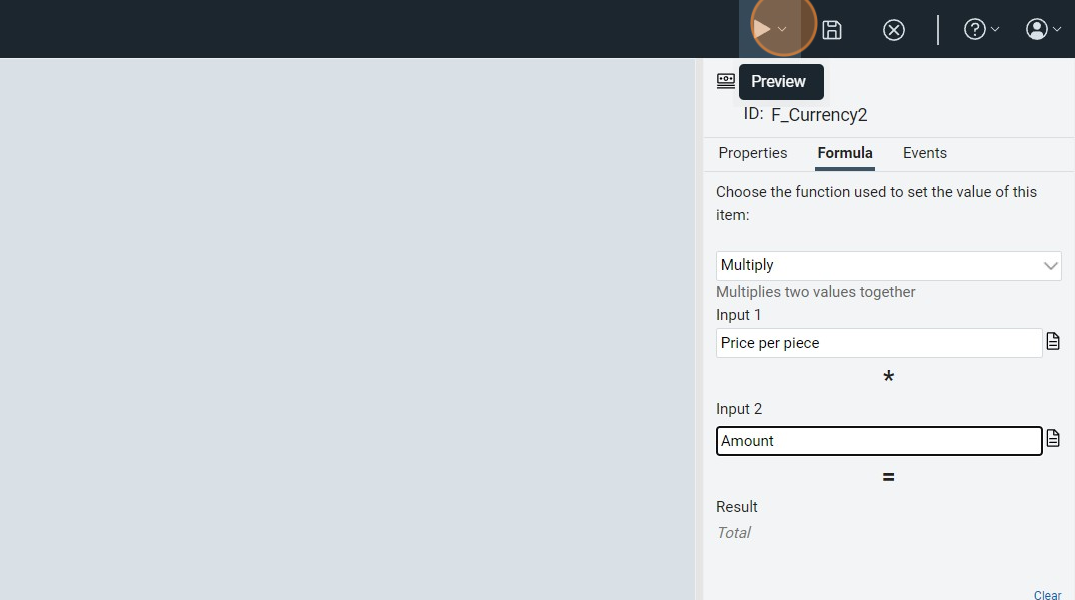 Preview
ID: F_Currency2
Properties Formula Events
Choose the function used to set the value of this
item:
Multiply
Multiplies two values together
Input 1
Price per piece
*
Input 2
Amount
=
Result
Total
Clear